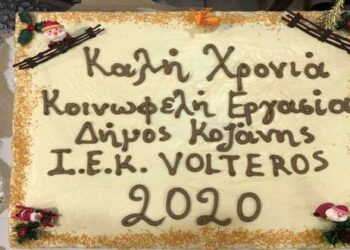 Καλή Χρονιά
Κοινωφελή Εργασία
Δήμος Κοζάνης
Ι.Ε.Κ. VOLTEROS
2020